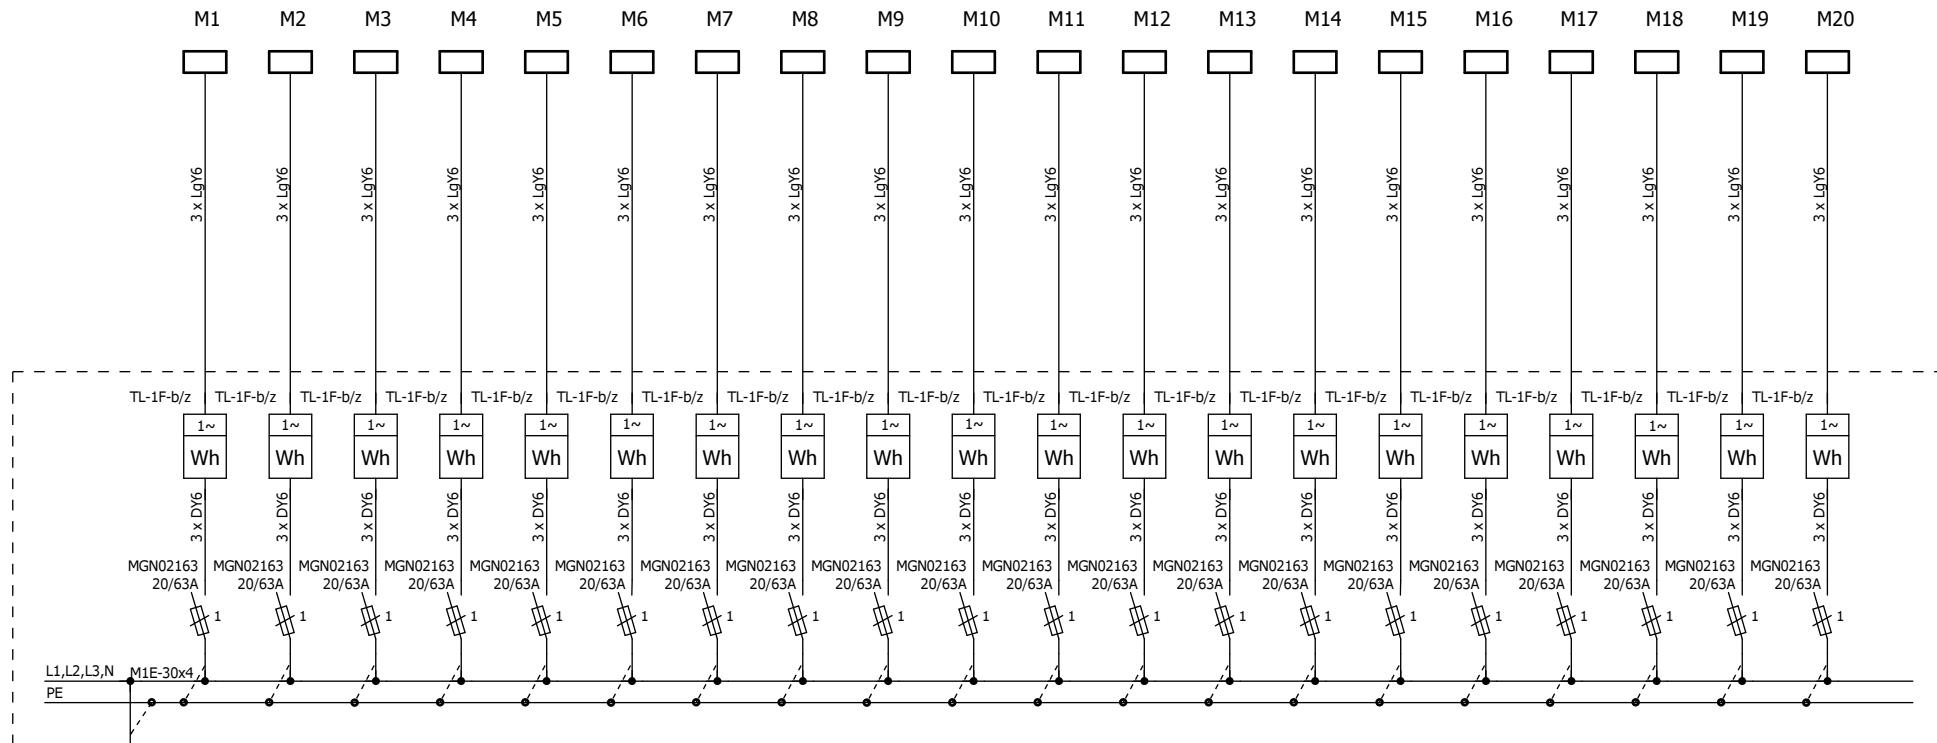 M1 M2 M3 M4 M5 M6 M7 M8 M9 M10 M11 M12 M13 M14 M15 M16 M17 M18 M19 M20
3 x LgY6 3 x LgY6 3 x LgY6 3 x LgY6 3 x LgY6 3 x LgY6 3 x LgY6 3 x LgY6 3 x LgY6 3 x LgY6 3 x LgY6 3 x LgY6 3 x LgY6 3 x LgY6 3 x LgY6 3 x LgY6 3 x LgY6 3 x LgY6 3 x LgY6 3 x LgY6
TL-1F-b/z TL-1F-b/z TL-1F-b/z TL-1F-b/z TL-1F-b/z TL-1F-b/z TL-1F-b/z TL-1F-b/z TL-1F-b/z TL-1F-b/z TL-1F-b/z TL-1F-b/z TL-1F-b/z TL-1F-b/z TL-1F-b/z TL-1F-b/z TL-1F-b/z TL-1F-b/z TL-1F-b/z TL-1F-b/z
1~ 1~ 1~ 1~ 1~ 1~ 1~ 1~ 1~ 1~ 1~ 1~ 1~ 1~ 1~ 1~ 1~ 1~ 1~ 1~
Wh Wh Wh Wh Wh Wh Wh Wh Wh Wh Wh Wh Wh Wh Wh Wh Wh Wh Wh Wh
3 x DY6 3 x DY6 3 x DY6 3 x DY6 3 x DY6 3 x DY6 3 x DY6 3 x DY6 3 x DY6 3 x DY6 3 x DY6 3 x DY6 3 x DY6 3 x DY6 3 x DY6 3 x DY6 3 x DY6 3 x DY6 3 x DY6 3 x DY6
MGN02163 MGN02163 MGN02163 MGN02163 MGN02163 MGN02163 MGN02163 MGN02163 MGN02163 MGN02163 MGN02163 MGN02163 MGN02163 MGN02163 MGN02163 MGN02163 MGN02163 MGN02163 MGN02163 MGN02163
20/63A 20/63A 20/63A 20/63A 20/63A 20/63A 20/63A 20/63A 20/63A 20/63A 20/63A 20/63A 20/63A 20/63A 20/63A 20/63A 20/63A 20/63A 20/63A 20/63A
1 1 1 1 1 1 1 1 1 1 1 1 1 1 1 1 1 1 1 1
L1,L2,L3,N M1E-30x4
PE